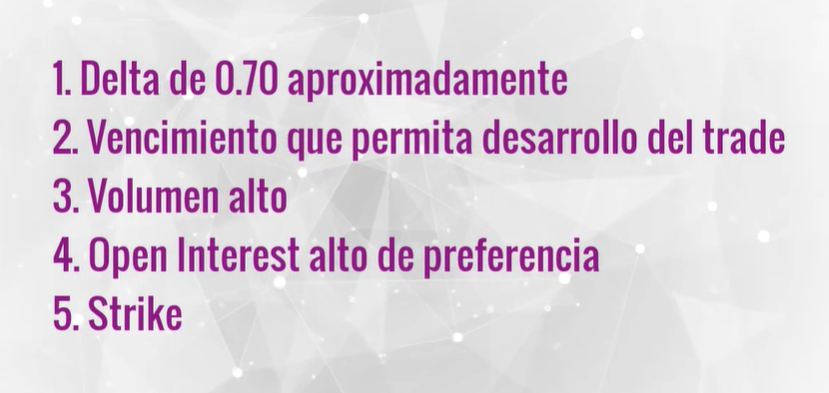 1. Delta de 0.70 aproximadamente
2. Vencimiento que permita desarrollo del trade
3. Volumen alto
4. Open Interest alto de preferencia
5. Strike